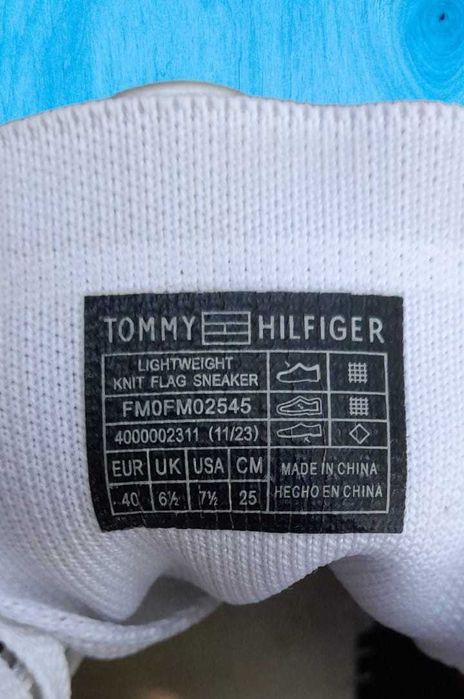 TOMMY HILFIGER
LIGHTWEIGHT
KNIT FLAG SNEAKER
FM0FM02545
4000002311 (11/23)
EUR UK USA CM
40 6½ 7½ 25
MADE IN CHINA
HECHO EN CHINA